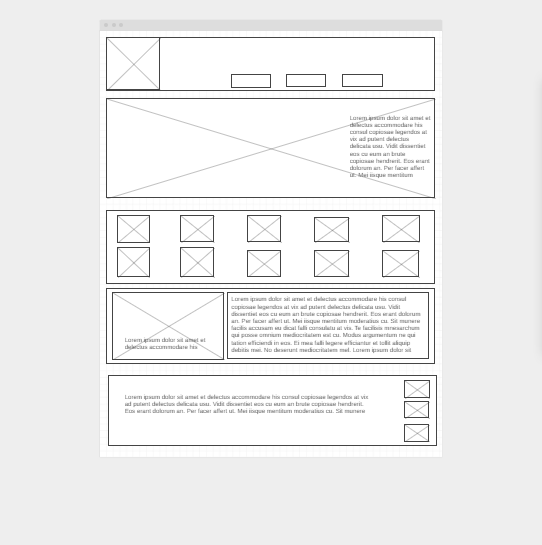 Lorem ipsum dolor sit amet et
delectus accommodare his
consul copiosae legendos at
vix ad putent delectus
delicata usu. Vidit dissentiet
eos cu eum an brute
copiosae hendrerit. Eos erant
dolorum an. Per facer affert
ut. Mei iisque mentitum
Lorem ipsum dolor sit amet et
delectus accommodare his
Lorem ipsum dolor sit amet et delectus accommodare his consul
copiosae legendos at vix ad putent delectus delicata usu. Vidit
dissentiet eos cu eum an brute copiosae hendrerit. Eos erant dolorum
an. Per facer affert ut. Mei iisque mentitum moderatius cu. Sit munere
facilis accusam eu dicat falli consulatu at vis. Te facilisis mnesarchum
qui posse omnium mediocritatem est cu. Modus argumentum ne qui
tation efficiendi in eos. Ei mea falli legere efficiantur et tollit aliquip
debitis mei. No deserunt mediocritatem mel. Lorem ipsum dolor sit
Lorem ipsum dolor sit amet et delectus accommodare his consul copiosae legendos at vix
ad putent delectus delicata usu. Vidit dissentiet eos cu eum an brute copiosae hendrerit.
Eos erant dolorum an. Per facer affert ut. Mei iisque mentitum moderatius cu. Sit munere